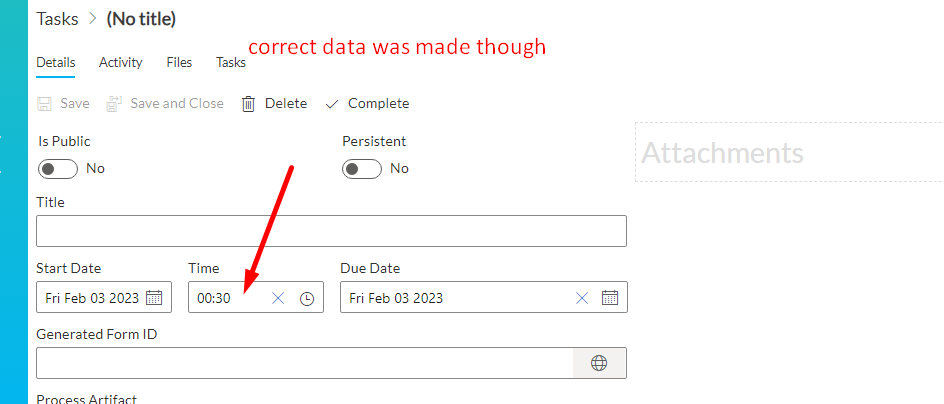 Tasks > (No title)
correct data was made though
Details Activity Files Tasks
Save Save and Close Delete Complete
Is Public Persistent
No No
Attachments
Title
Start Date Time Due Date
Fri Feb 03 2023 00:30 Fri Feb 03 2023
Generated Form ID
Process Artifact